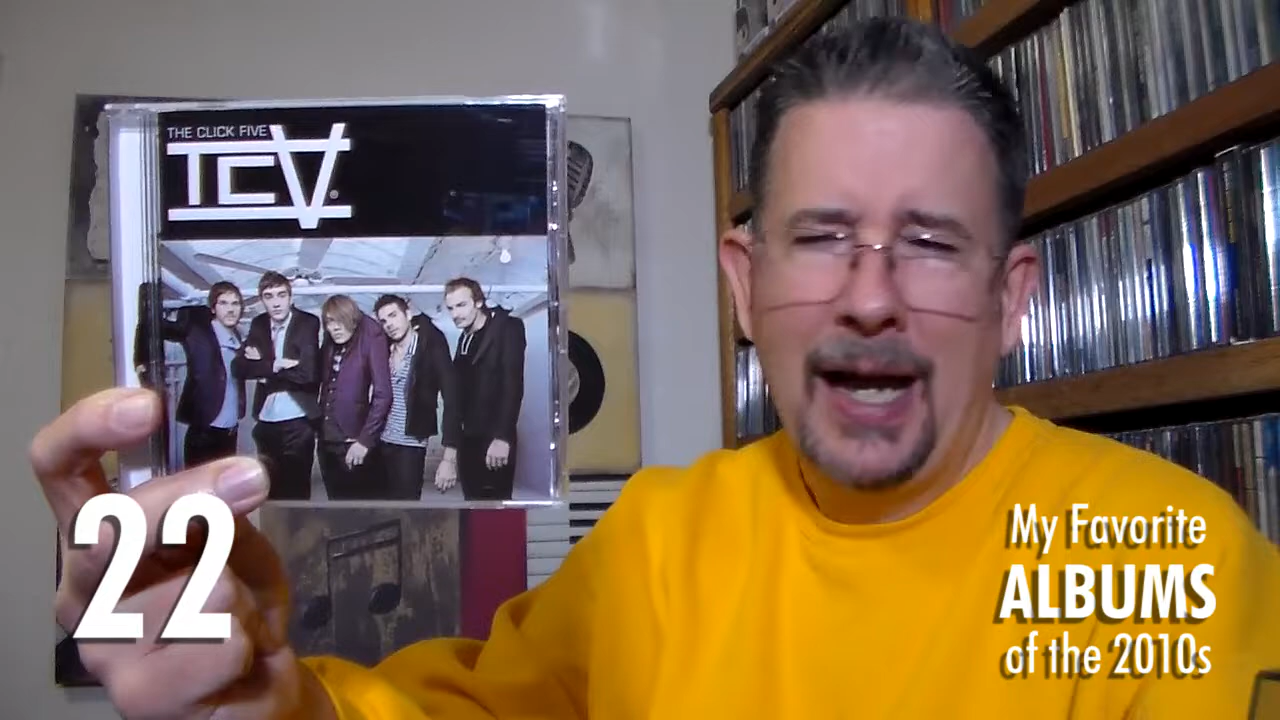 THE CLICK FIVE
TCV
22
My Favorite
ALBUMS
of the 2010s